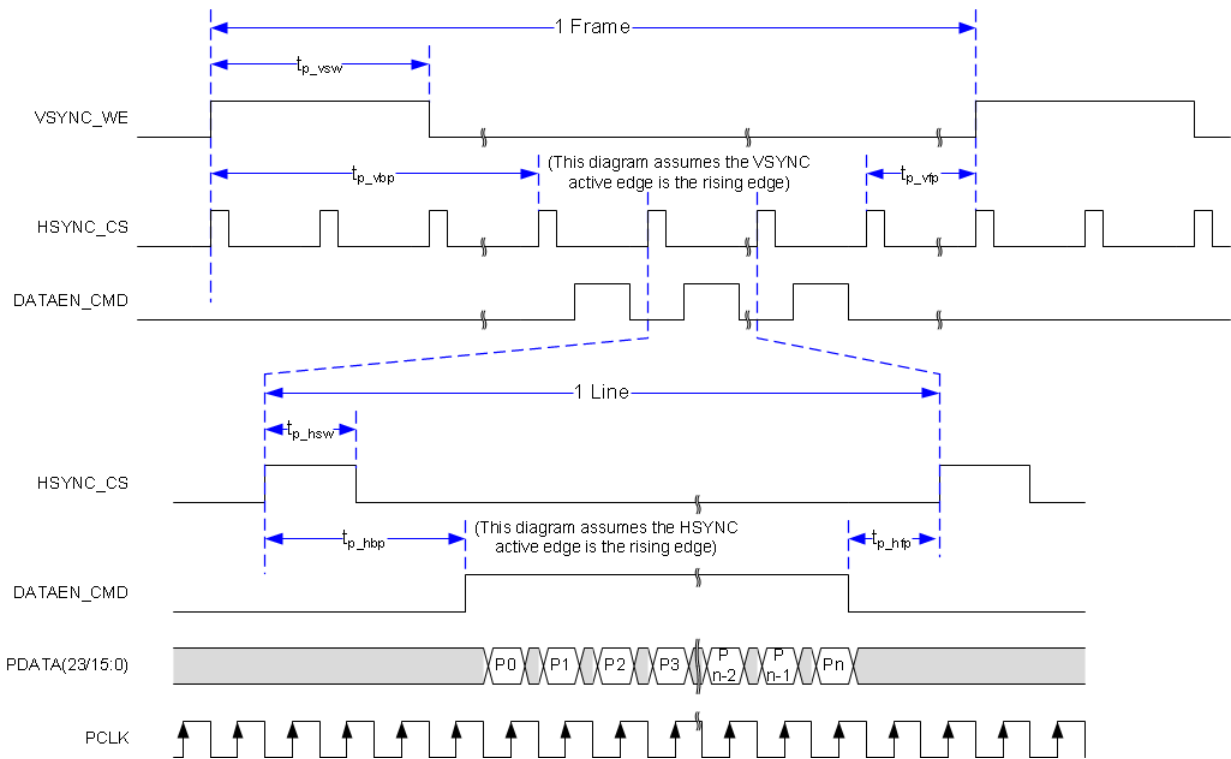 1 Frame
tp_vsw
VSYNC_WE
(This diagram assumes the VSYNC
active edge is the rising edge)
tp_vbp
tp_vfp
HSYNC_CS
DATAEN_CMD
1 Line
tp_hsw
HSYNC_CS
(This diagram assumes the HSYNC
active edge is the rising edge)
tp_hbp
tp_hfp
DATAEN_CMD
PDATA(23/15:0)
P0
P1
P2
P3
P
n-2
P
n-1
Pn
PCLK